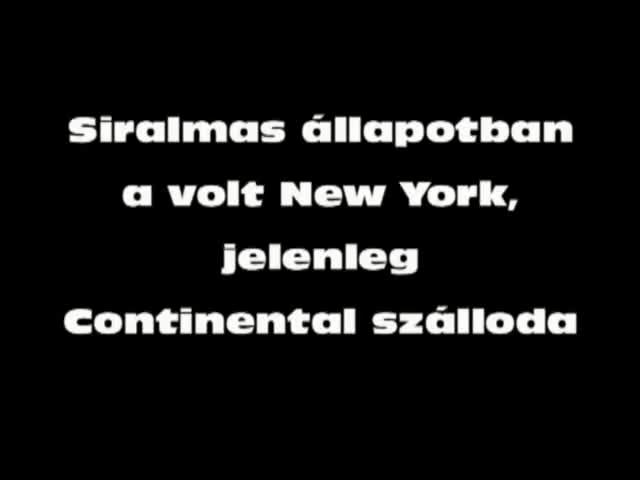 Siralmas állapotban
a volt New York,
jelenleg
Continental szálloda